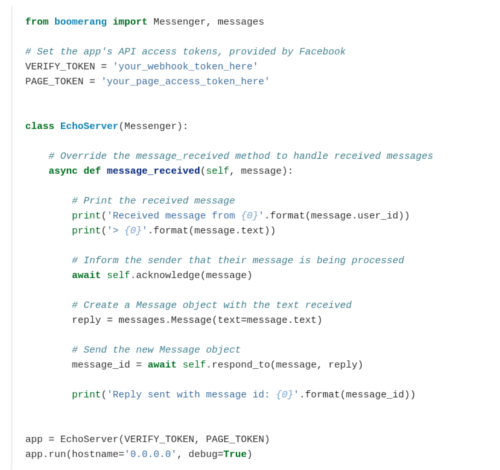 from boomerang import Messenger, messages

# Set the app's API access tokens, provided by Facebook
VERIFY_TOKEN = 'your_webhook_token_here'
PAGE_TOKEN = 'your_page_access_token_here'


class EchoServer(Messenger):

    # Override the message_received method to handle received messages
    async def message_received(self, message):

        # Print the received message
        print('Received message from {0}'.format(message.user_id))
        print('> {0}'.format(message.text))

        # Inform the sender that their message is being processed
        await self.acknowledge(message)

        # Create a Message object with the text received
        reply = messages.Message(text=message.text)

        # Send the new Message object
        message_id = await self.respond_to(message, reply)

        print('Reply sent with message id: {0}'.format(message_id))


app = EchoServer(VERIFY_TOKEN, PAGE_TOKEN)
app.run(hostname='0.0.0.0', debug=True)